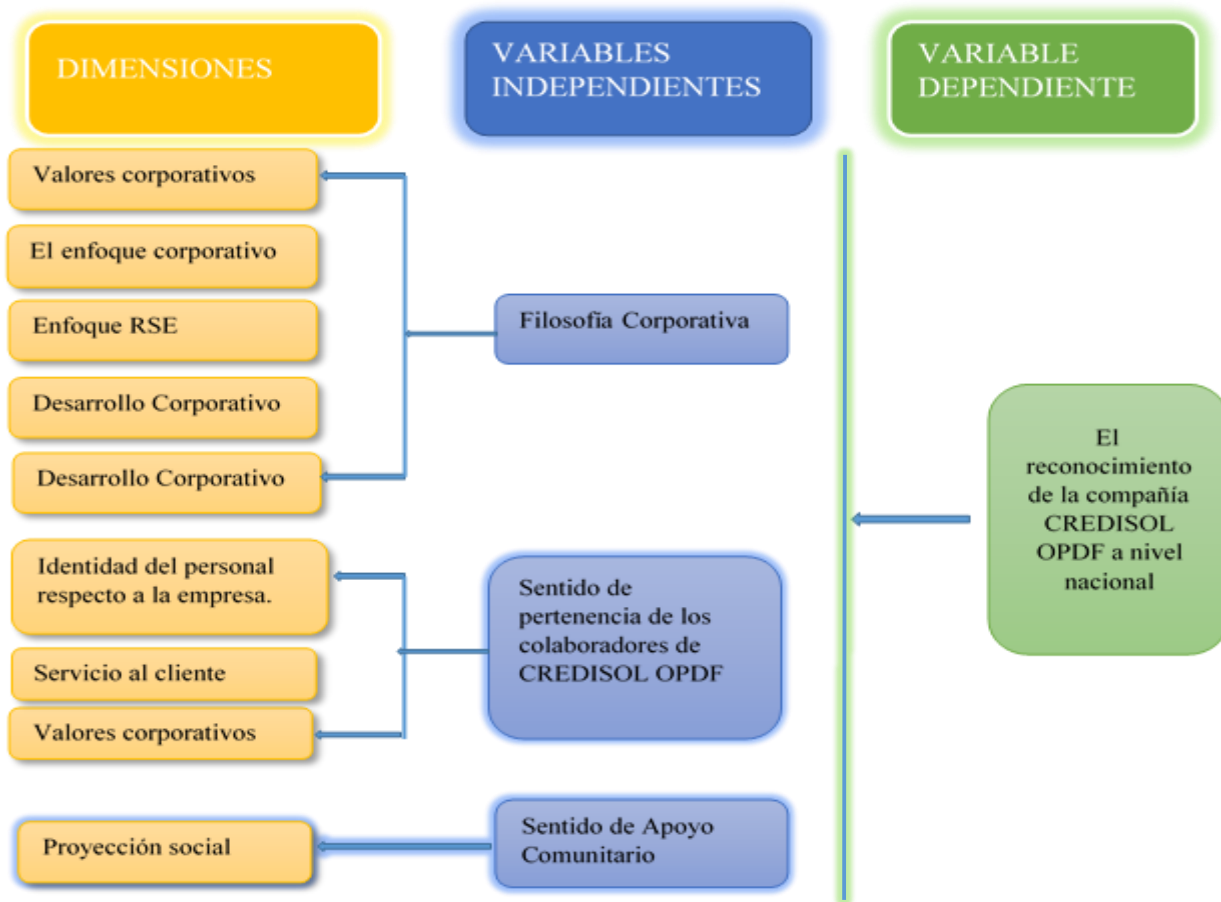 DIMENSIONES
VARIABLES
INDEPENDIENTES
VARIABLE
DEPENDIENTE
Valores corporativos
El enfoque corporativo
Enfoque RSE
Desarrollo Corporativo
Desarrollo Corporativo
Identidad del personal
respecto a la empresa.
Servicio al cliente
Valores corporativos
Proyección social
Filosofía Corporativa
Sentido de
pertenencia de los
colaboradores de
CREDISOL OPDF
Sentido de Apoyo
Comunitario
El
reconocimiento
de la compañía
CREDISOL
OPDF a nivel
nacional